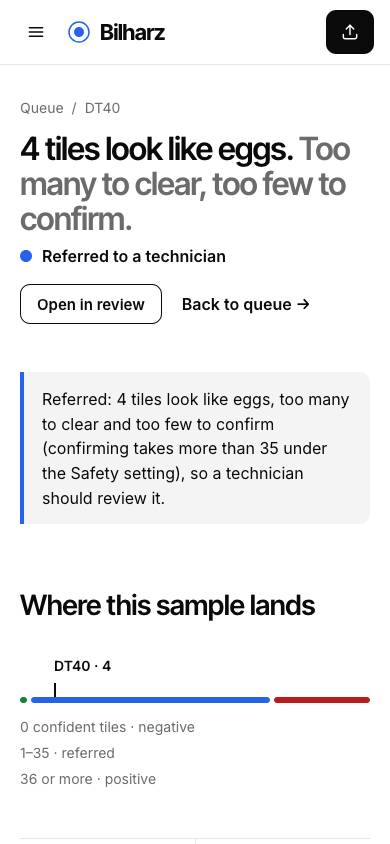 Bilharz
Queue / DT40
4 tiles look like eggs. Too
many to clear, too few to
confirm.
Referred to a technician
Open in review
Back to queue →
Referred: 4 tiles look like eggs, too many
to clear and too few to confirm
(confirming takes more than 35 under
the Safety setting), so a technician
should review it.
Where this sample lands
DT40 · 4
0 confident tiles · negative
1–35 · referred
36 or more · positive